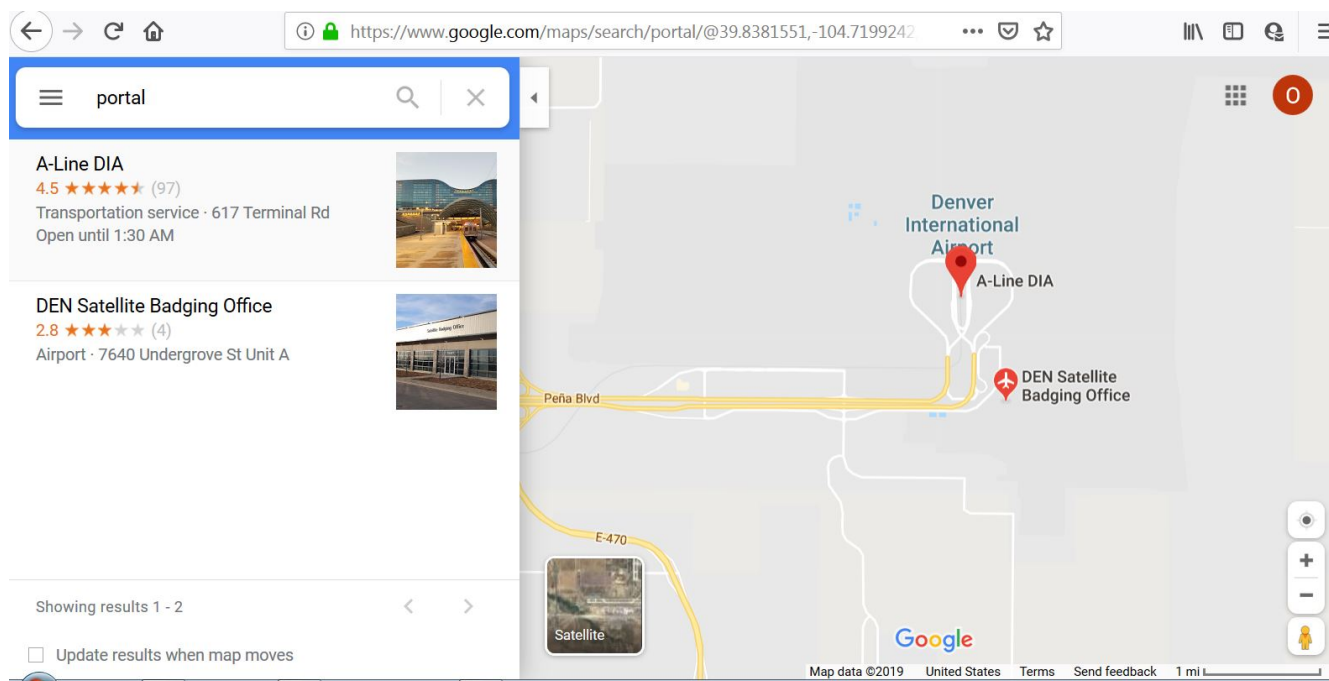 https://www.google.com/maps/search/portal/@39.8381551,-104.7199242
portal
A-Line DIA
4.5 ★★★★★ (97)
Transportation service · 617 Terminal Rd
Open until 1:30 AM
DEN Satellite Badging Office
2.8 ★★★★★ (4)
Airport · 7640 Undergrove St Unit A
Showing results 1 - 2
Update results when map moves
O
Denver
International
Airport
A-Line DIA
DEN Satellite
Badging Office
Peña Blvd
E-470
Satellite
Google
Map data ©2019 United States Terms Send feedback 1 mi